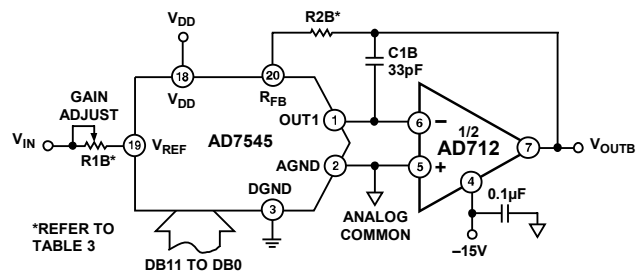 R2B*
C1B
33pF
VDD
18
VDD
20
RFB
GAIN
ADJUST
VIN
R1B*
19
VREF
AD7545
OUT1
1
AGND
2
DGND
3
6
–
1/2
AD712
5
+
7
VOUTB
4
0.1µF
ANALOG
COMMON
–15V
*REFER TO
TABLE 3
DB11 TO DB0